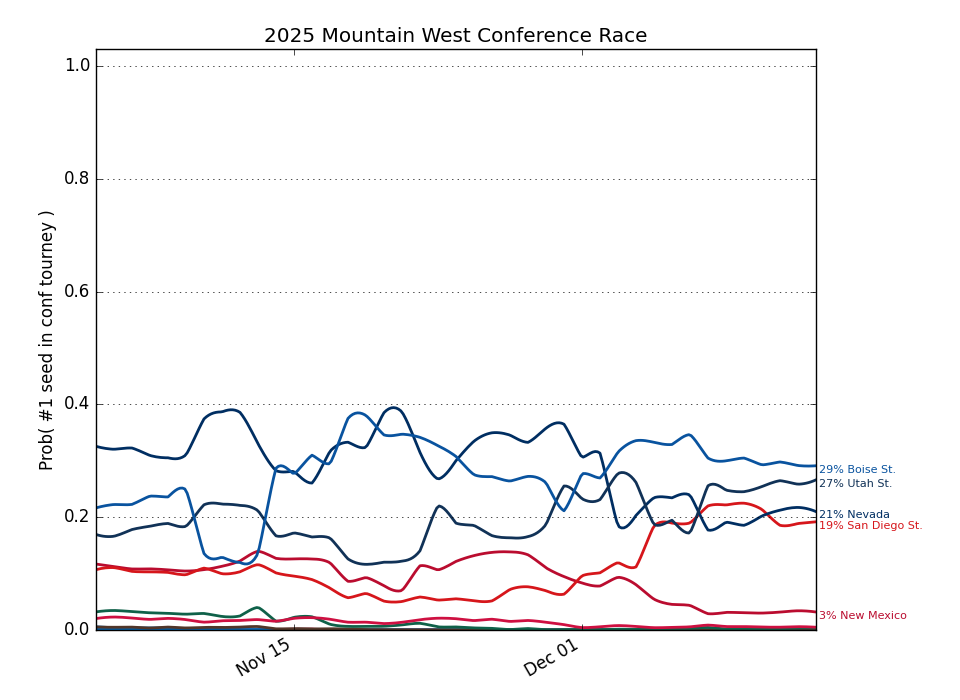 2025 Mountain West Conference Race
Prob( #1 seed in conf tourney )
1.0
0.8
0.6
0.4
0.2
0.0
Nov 15
Dec 01
29% Boise St.
27% Utah St.
21% Nevada
19% San Diego St.
3% New Mexico